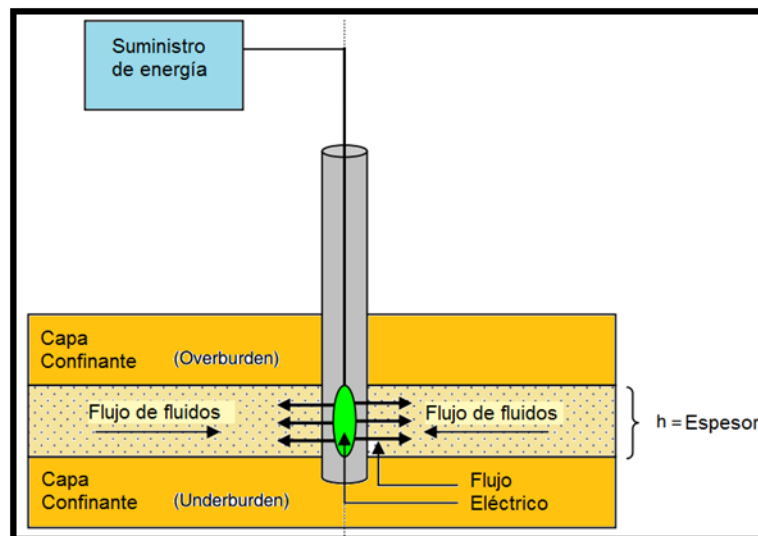 Suministro
de energía
Capa
Confinante (Overburden)
Flujo de fluidos
Flujo de fluidos
h = Espesor
Capa
Confinante (Underburden)
Flujo
Eléctrico